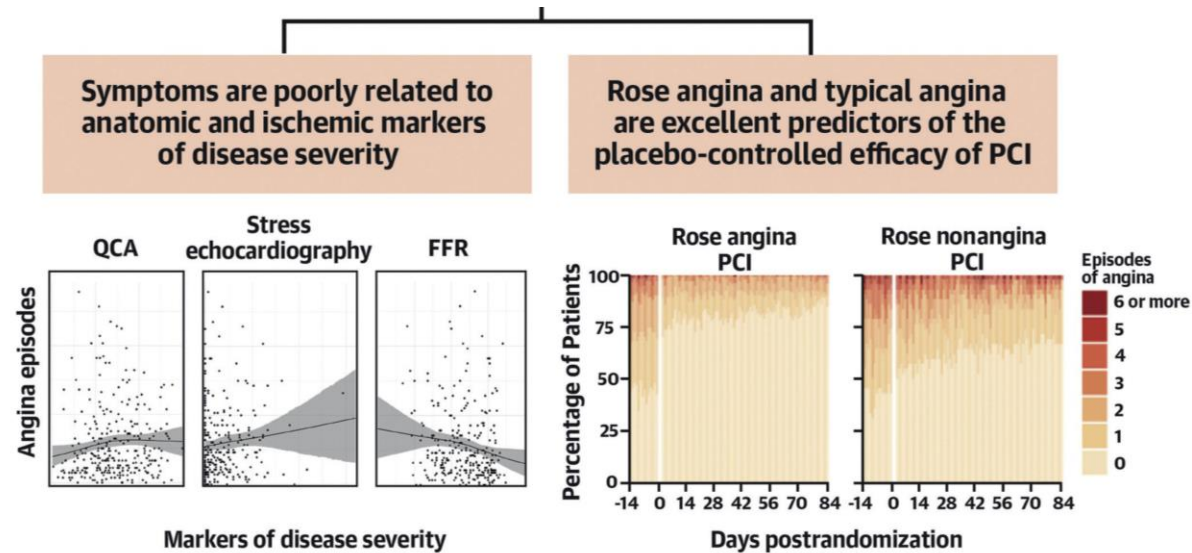 Symptoms are poorly related to
anatomic and ischemic markers
of disease severity
Rose angina and typical angina
are excellent predictors of the
placebo-controlled efficacy of PCI
QCA
Stress
echocardiography
FFR
Angina episodes
Markers of disease severity
Rose angina
PCI
Rose nonangina
PCI
Percentage of Patients
100
75
50
25
0
-14 0 14 28 42 56 70 84
-14 0 14 28 42 56 70 84
Days postrandomization
Episodes
of angina
6 or more
5
4
3
2
1
0